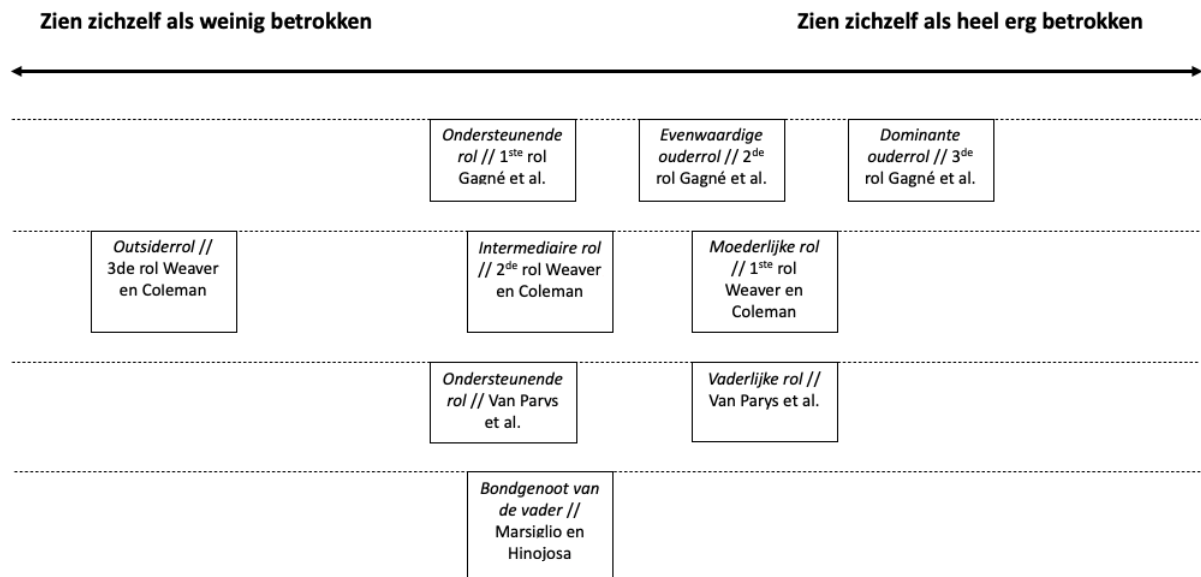 Zien zichzelf als weinig betrokken
Zien zichzelf als heel erg betrokken
Ondersteunende
rol // 1ste rol
Gagné et al.
Evenwaardige
ouderrol // 2de
rol Gagné et al.
Dominante
ouderrol // 3de
rol Gagné et al.
Outsiderrol //
3de rol Weaver
en Coleman
Intermediaire rol
// 2de rol Weaver
en Coleman
Moederlijke rol
// 1ste rol
Weaver en
Coleman
Ondersteunende
rol // Van Parys
et al.
Vaderlijke rol //
Van Parys et al.
Bondgenoot van
de vader //
Marsiglio en
Hinojosa